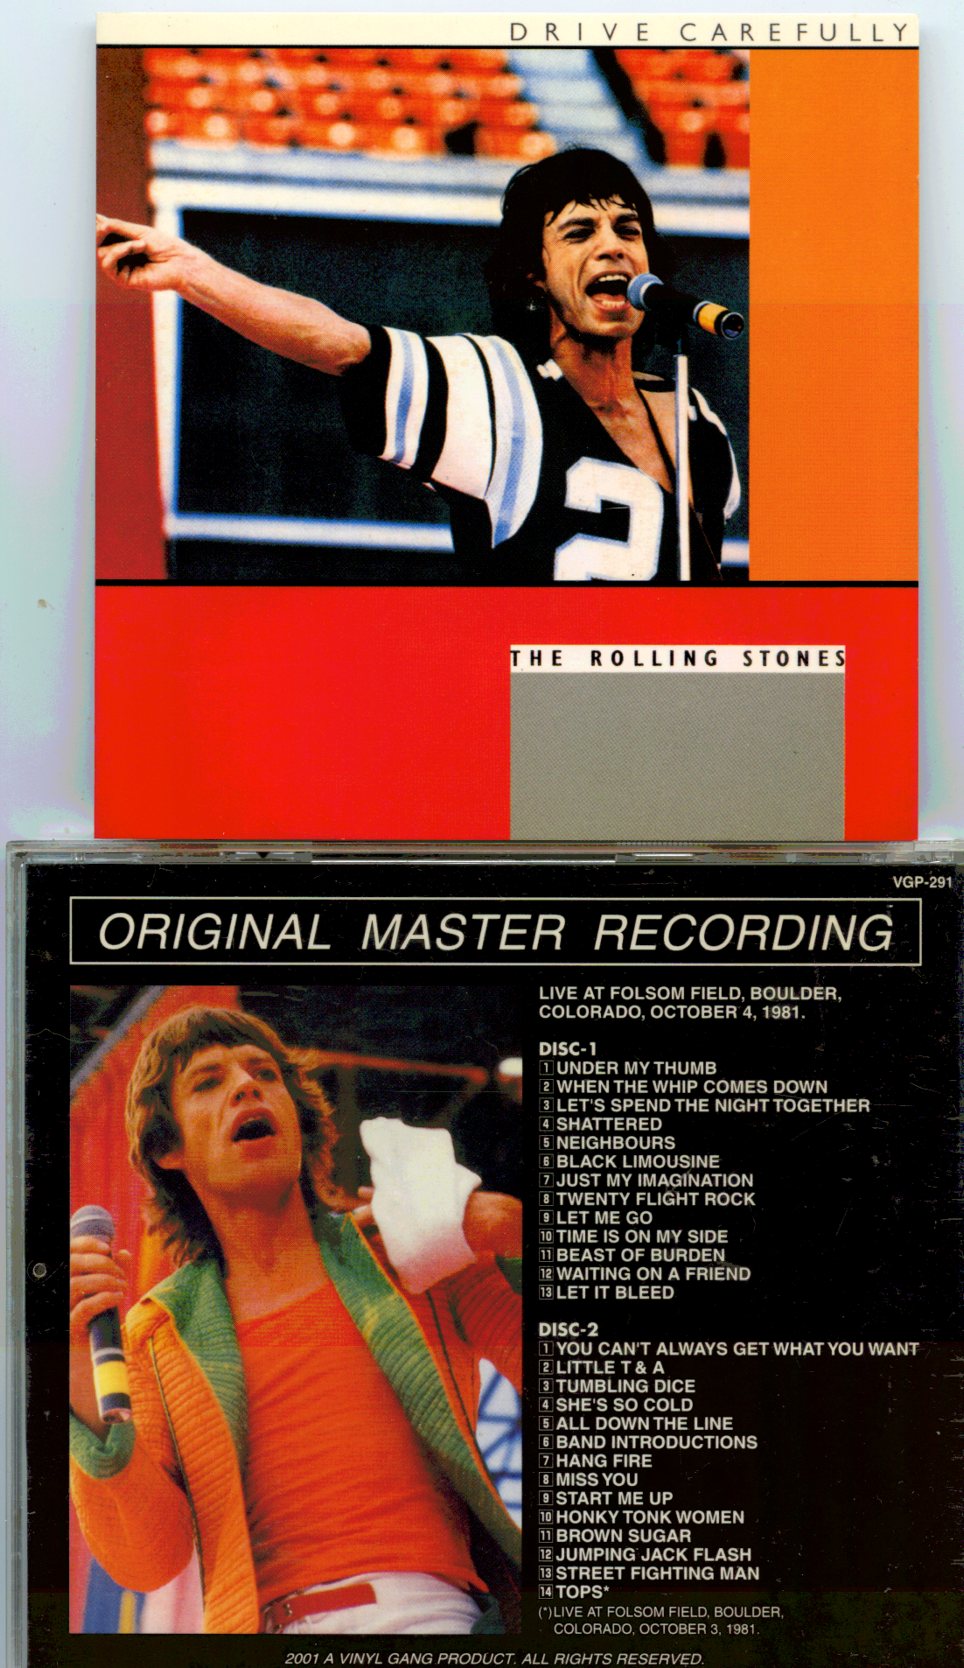 DRIVE CAREFULLY
2
THE ROLLING STONES
VGP-291
ORIGINAL MASTER RECORDING
LIVE AT FOLSOM FIELD, BOULDER,
COLORADO, OCTOBER 4, 1981.
DISC-1
1 UNDER MY THUMB
2 WHEN THE WHIP COMES DOWN
3 LET'S SPEND THE NIGHT TOGETHER
4 SHATTERED
5 NEIGHBOURS
6 BLACK LIMOUSINE
7 JUST MY IMAGINATION
8 TWENTY FLIGHT ROCK
9 LET ME GO
10 TIME IS ON MY SIDE
11 BEAST OF BURDEN
12 WAITING ON A FRIEND
13 LET IT BLEED
DISC-2
1 YOU CAN'T ALWAYS GET WHAT YOU WANT
2 LITTLE T & A
3 TUMBLING DICE
4 SHE'S SO COLD
5 ALL DOWN THE LINE
6 BAND INTRODUCTIONS
7 HANG FIRE
8 MISS YOU
9 START ME UP
10 HONKY TONK WOMEN
11 BROWN SUGAR
12 JUMPING JACK FLASH
13 STREET FIGHTING MAN
14 TOPS*
(*)LIVE AT FOLSOM FIELD, BOULDER,
COLORADO, OCTOBER 3, 1981.
2001 A VINYL GANG PRODUCT. ALL RIGHTS RESERVED.